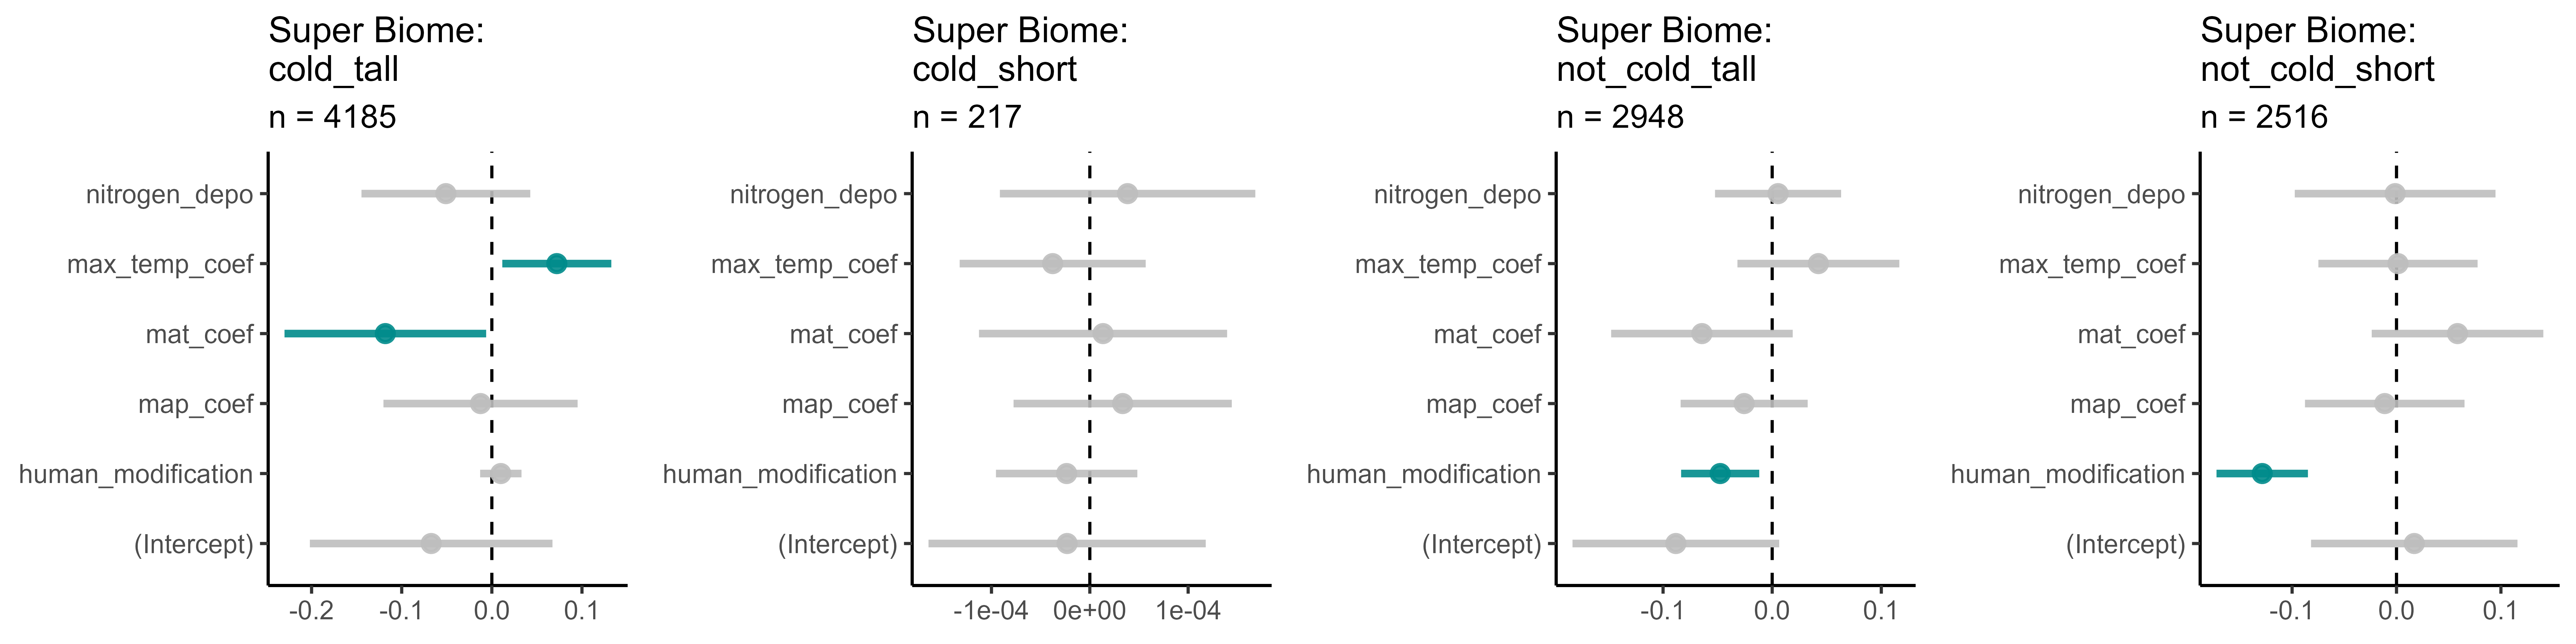 Super Biome:
cold_tall
n = 4185
nitrogen_depo
max_temp_coef
mat_coef
map_coef
human_modification
(Intercept)
-0.2 -0.1 0.0 0.1
Super Biome:
cold_short
n = 217
nitrogen_depo
max_temp_coef
mat_coef
map_coef
human_modification
(Intercept)
-1e-04 0e+00 1e-04
Super Biome:
not_cold_tall
n = 2948
nitrogen_depo
max_temp_coef
mat_coef
map_coef
human_modification
(Intercept)
-0.1 0.0 0.1
Super Biome:
not_cold_short
n = 2516
nitrogen_depo
max_temp_coef
mat_coef
map_coef
human_modification
(Intercept)
-0.1 0.0 0.1